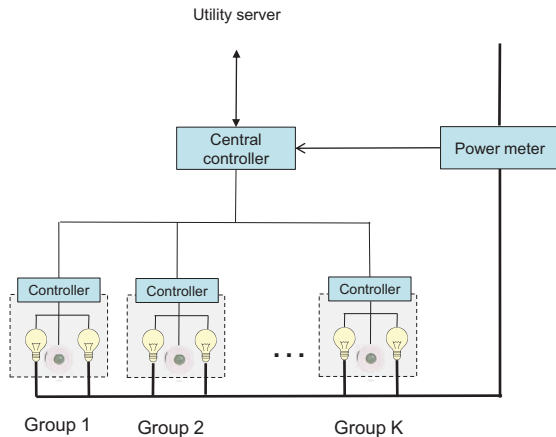 Utility server
Central
controller
Power meter
Controller
Controller
Controller
...
Group 1
Group 2
Group K